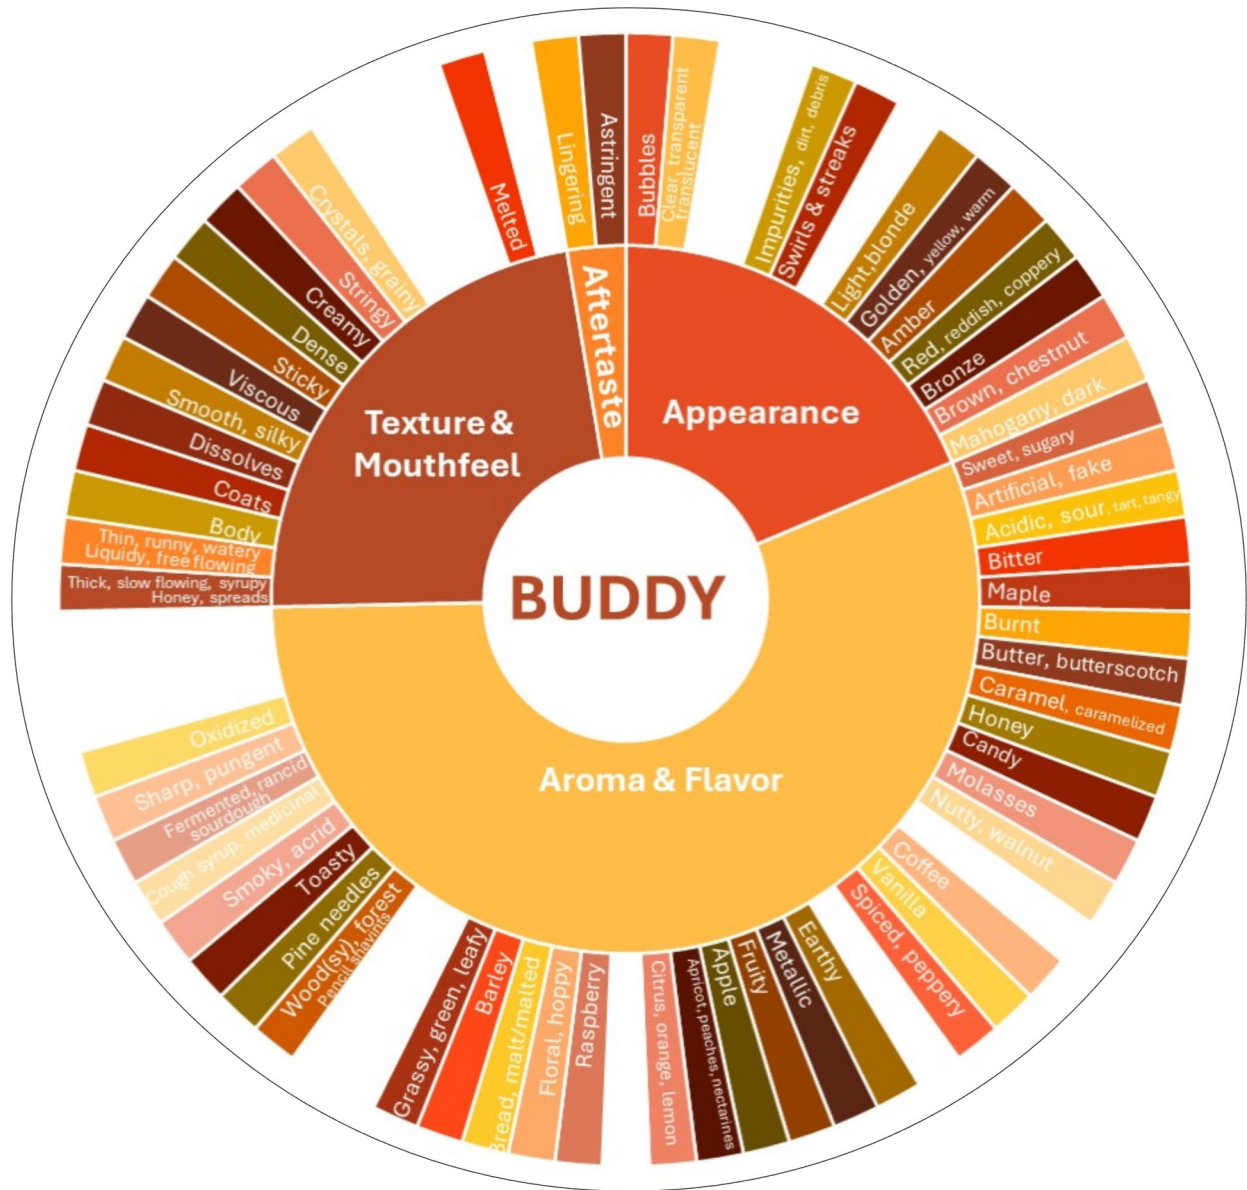 BUDDY
Appearance
Aroma & Flavor
Texture &
Mouthfeel
Aftertaste
Bubbles
Clear, transparent
Translucent
Impurities, dirt, debris
Swirls & streaks
Light,blonde
Golden, yellow, warm
Amber
Red, reddish, coppery
Bronze
Brown, chestnut
Mahogany, dark
Sweet, sugary
Artificial, fake
Acidic, sour, tart, tangy
Bitter
Maple
Burnt
Butter, butterscotch
Caramel, caramelized
Honey
Candy
Molasses
Nutty, walnut
Coffee
Vanilla
Spiced, peppery
Earthy
Metallic
Fruity
Apple
Apricot, peaches, nectarines
Citrus, orange, lemon
Raspberry
Floral, hoppy
Bread, malt/malted
Barley
Grassy, green, leafy
Wood(sy), forest
Pencil shavints
Pine needles
Toasty
Smoky, acrid
Cough syrup, medicinal
Fermented, rancid
sourdough
Sharp, pungent
Oxidized
Thick, slow flowing, syrupy
Honey, spreads
Thin, runny, watery
Liquidy, free flowing
Body
Coats
Dissolves
Smooth, silky
Viscous
Sticky
Dense
Creamy
Stringy
Crystals, grainy
Melted
Lingering
Astringent